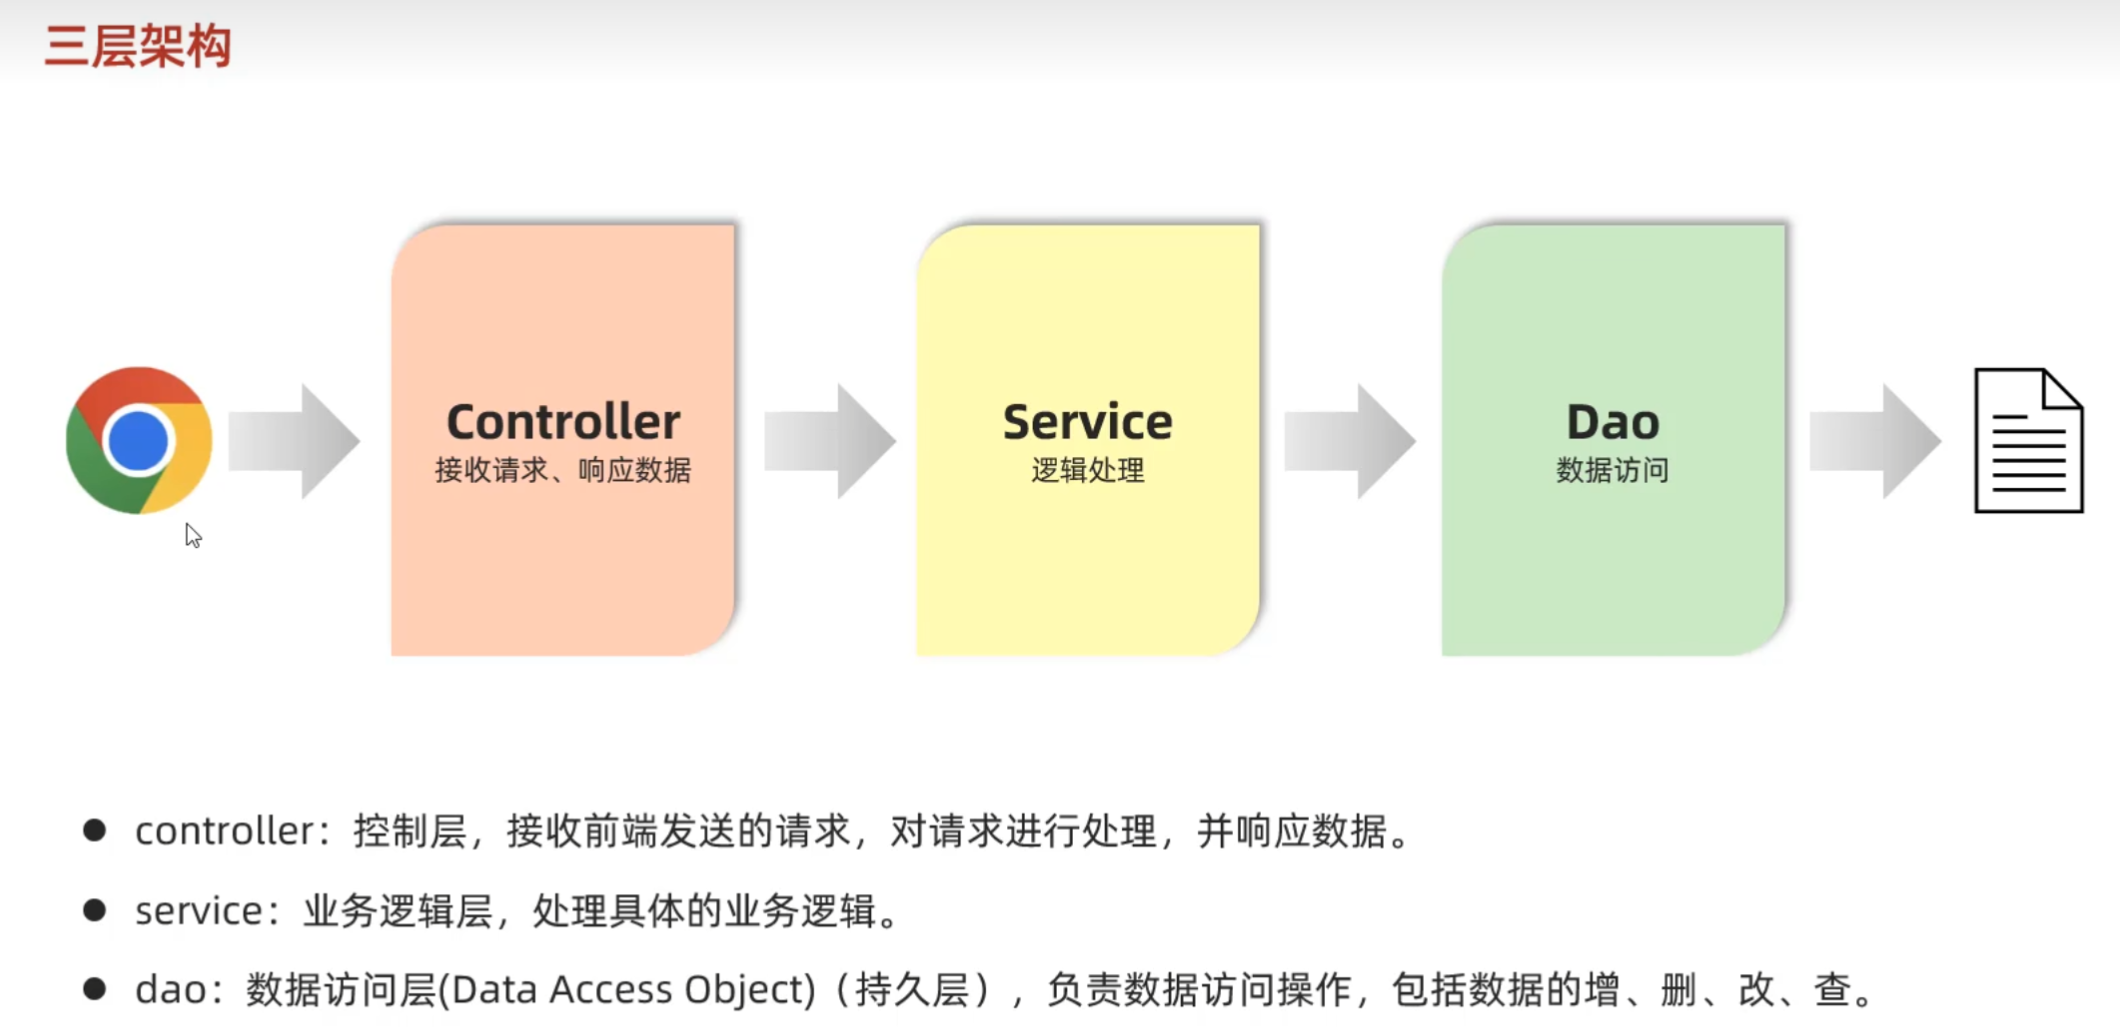 三层架构
Controller
接收请求、响应数据
Service
逻辑处理
Dao
数据访问
● controller：控制层，接收前端发送的请求，对请求进行处理，并响应数据。
● service：业务逻辑层，处理具体的业务逻辑。
● dao：数据访问层(Data Access Object)（持久层），负责数据访问操作，包括数据的增、删、改、查。